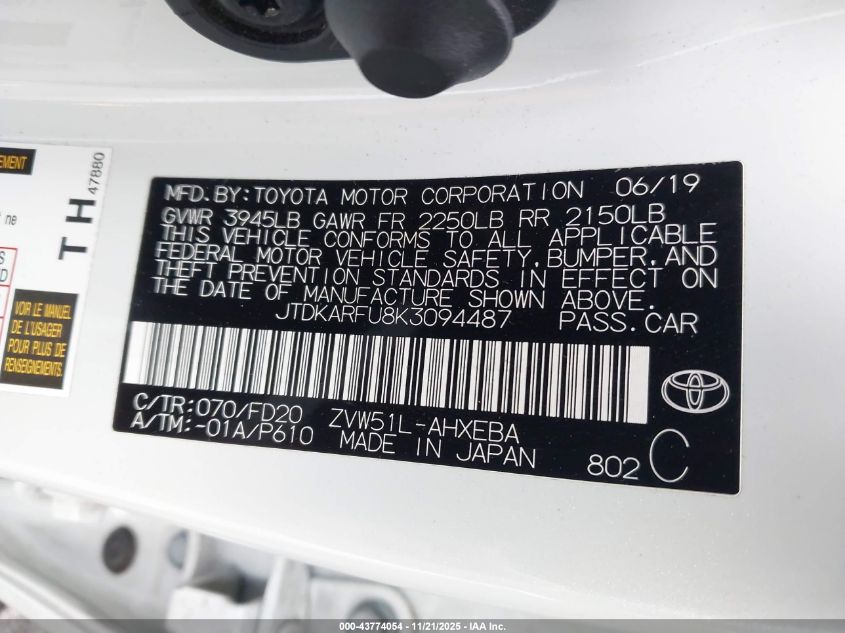 EMENT
ne
S
D
TH
47880
VOIR LE MANUEL
D'L'USAGER
POUR PLUS DE
RENSEIGNEMENTS.
MFD.BY:TOYOTA MOTOR CORPORATION 06/19
GVWR 3945LB GAWR FR 2250LB RR 2150LB
THIS VEHICLE CONFORMS TO ALL APPLICABLE
FEDERAL MOTOR VEHICLE SAFETY,BUMPER,AND
THEFT PREVENTION STANDARDS IN EFFECT ON
THE DATE OF MANUFACTURE SHOWN ABOVE.
JTDKARFU8K3094487 PASS.CAR
C/TR:070/FD20 ZVW51L-AHXEBA
A/TM:-01A/P610 MADE IN JAPAN
802 C
000-43774054 - 11/21/2025 - IAA Inc.